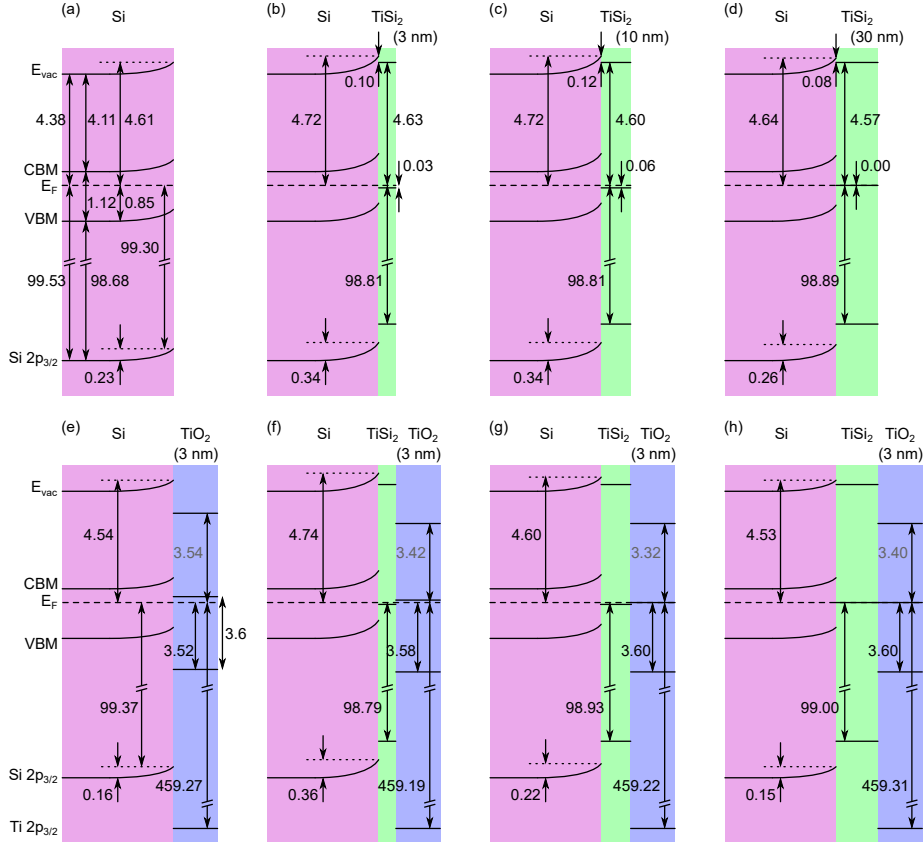 (a) Si
(b) Si TiSi₂
(3 nm)
(c) Si TiSi₂
(10 nm)
(d) Si TiSi₂
(30 nm)
E_vac
CBM
E_F
VBM
Si 2p₃/₂
4.38 4.11 4.61
1.12 0.85
99.30
99.53 98.68
0.23
0.10
4.72 4.63
0.03
98.81
0.34
0.12
4.72 4.60
0.06
98.81
0.34
0.08
4.64 4.57
0.00
98.89
0.26
(e) Si TiO₂
(3 nm)
(f) Si TiSi₂ TiO₂
(3 nm)
(g) Si TiSi₂ TiO₂
(3 nm)
(h) Si TiSi₂ TiO₂
(3 nm)
E_vac
CBM
E_F
VBM
Si 2p₃/₂
Ti 2p₃/₂
4.54 3.54
3.6
3.52
99.37
0.16 459.27
4.74 3.42
3.58
98.79
0.36 459.19
4.60 3.32
3.60
98.93
0.22 459.22
4.53 3.40
3.60
99.00
0.15 459.31